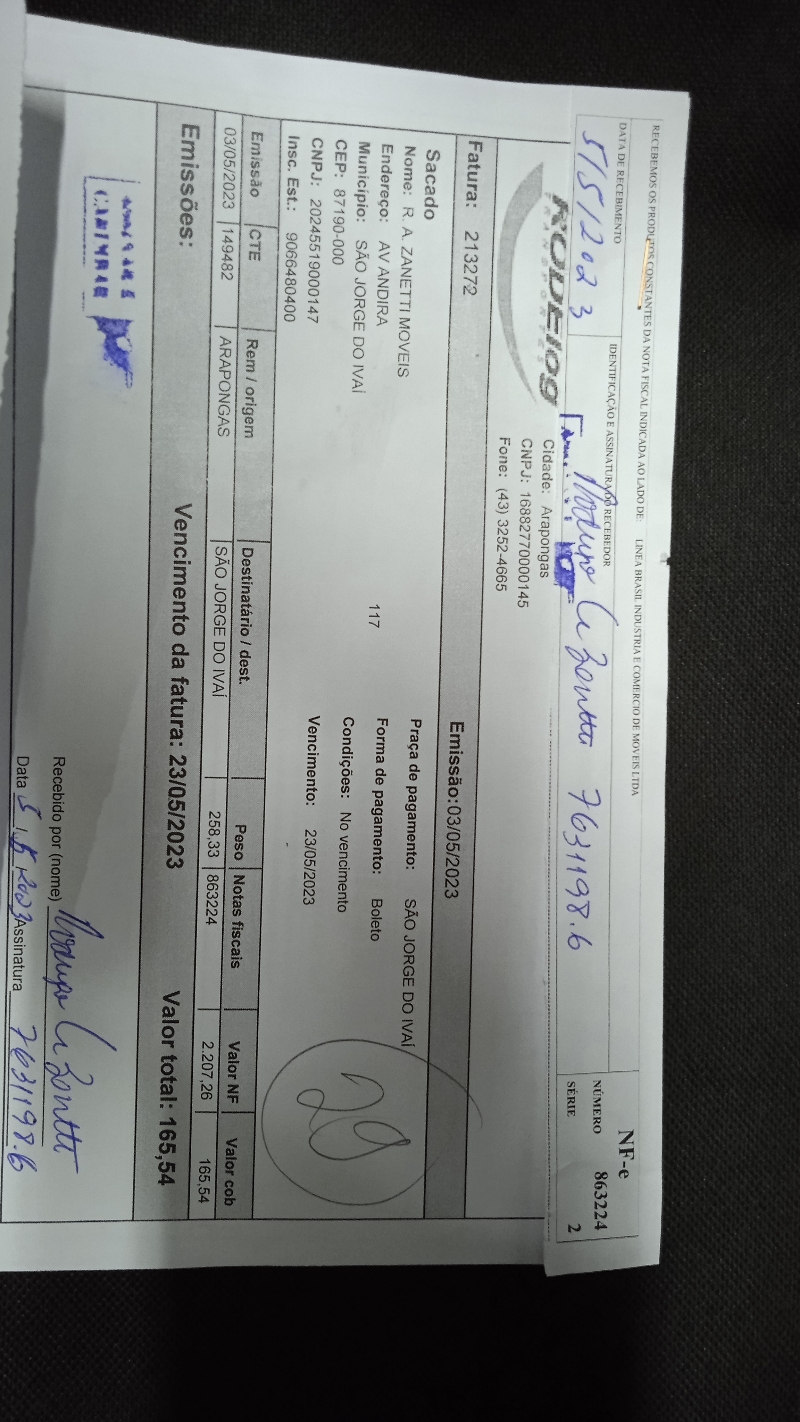 RECEBEMOS OS PRODUTOS CONSTANTES DA NOTA FISCAL INDICADA AO LADO DE: LINEA BRASIL INDUSTRIA E COMERCIO DE MOVEIS LTDA
NF-e
DATA DE RECEBIMENTO IDENTIFICAÇÃO E ASSINATURA DO RECEBEDOR
NÚMERO 863224
5/5/2023 7631198.6
SÉRIE 2
RODElog
Cidade: Arapongas
CNPJ: 16882770000145
Fone: (43) 3252-4665
Fatura: 213272 Emissão:03/05/2023
Sacado
Nome: R. A. ZANETTI MOVEIS Praça de pagamento: SÃO JORGE DO IVAÍ
Endereço: AV ANDIRA 117 Forma de pagamento: Boleto
Município: SÃO JORGE DO IVAÍ
CEP: 87190-000 Condições: No vencimento
CNPJ: 20245519000147 Vencimento: 23/05/2023
Insc. Est.: 9066480400
29
Emissão CTE Rem / origem Destinatário / dest. Peso Notas fiscais Valor NF Valor cob
03/05/2023 149482 ARAPONGAS SÃO JORGE DO IVAÍ 258,33 863224 2.207,26 165,54
Emissões: Vencimento da fatura: 23/05/2023 Valor total: 165,54
Recebido por (nome)
Data 5/5/2023 Assinatura 7631198.6